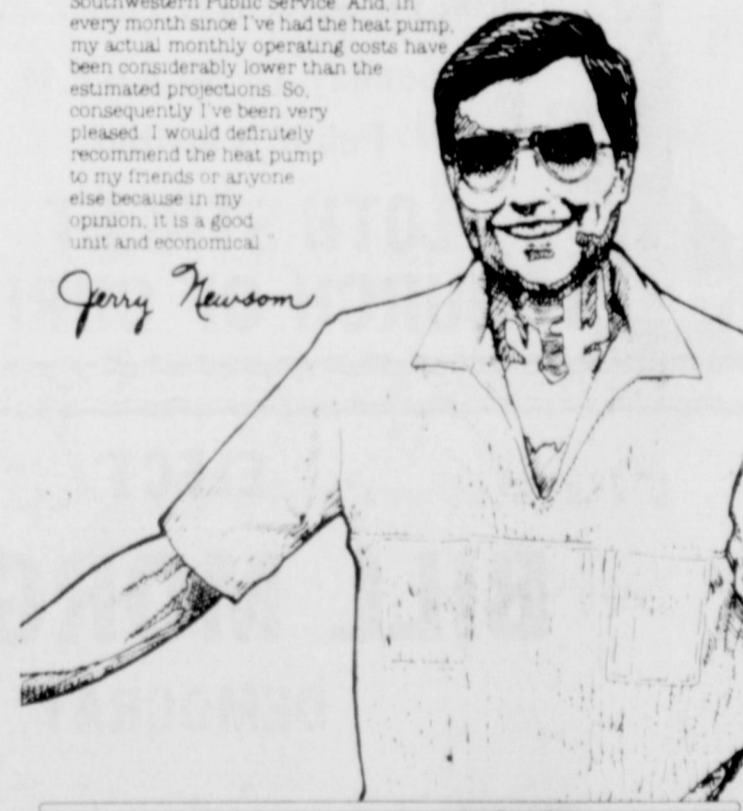 Southwestern Public Service. And, in
every month since I've had the heat pump,
my actual monthly operating costs have
been considerably lower than the
estimated projections. So,
consequently I've been very
pleased. I would definitely
recommend the heat pump
to my friends or anyone
else because in my
opinion, it is a good
unit and economical.
Jerry Newsom